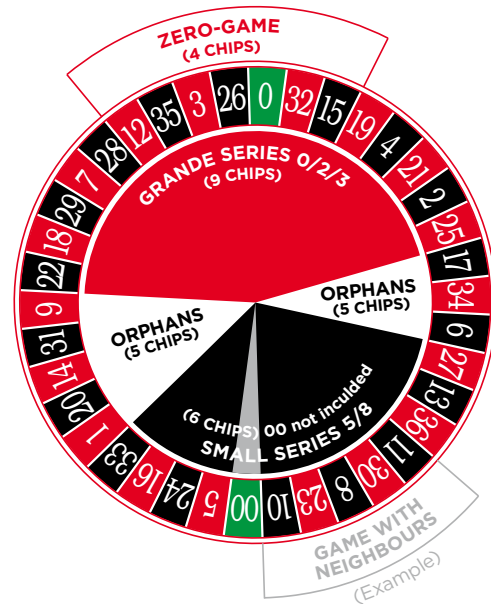 ZERO-GAME
(4 CHIPS)
0
32
15
19
4
21
2
25
17
34
6
27
13
36
11
30
8
23
10
00
5
24
16
33
1
20
14
31
9
22
18
29
7
28
12
35
3
26
GRANDE SERIES 0/2/3
(9 CHIPS)
ORPHANS
(5 CHIPS)
ORPHANS
(5 CHIPS)
(6 CHIPS) 00 not inculded
SMALL SERIES 5/8
GAME WITH
NEIGHBOURS
(Example)